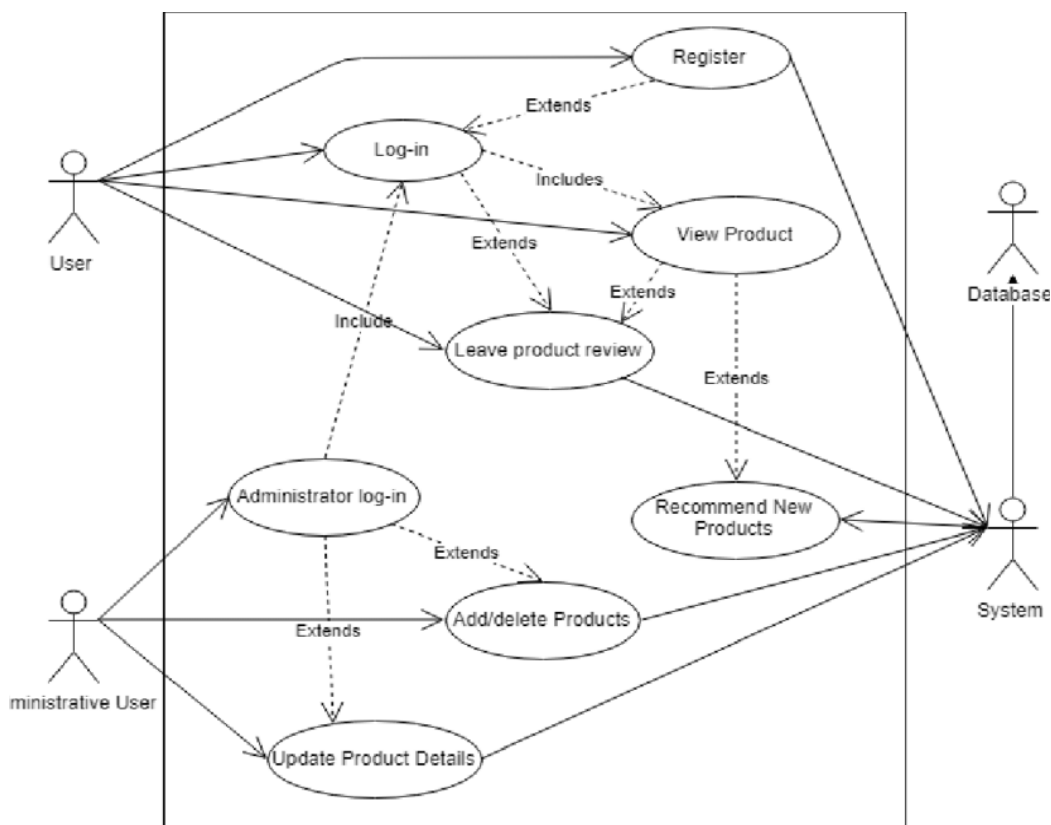 Register
Extends
Log-in
Includes
User
View Product
Extends
Database
Extends
Include
Leave product review
Extends
Administrator log-in
Recommend New
Products
Extends
System
Add/delete Products
Extends
ministrative User
Update Product Details